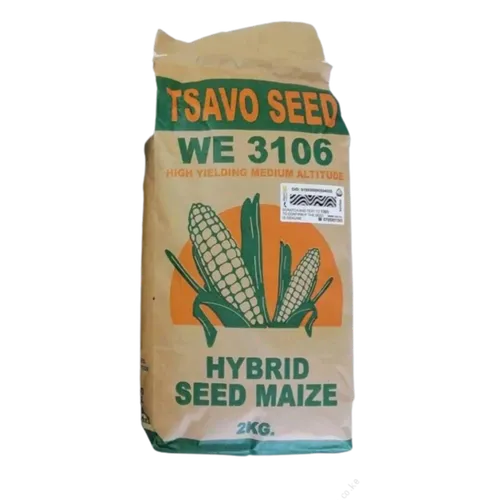 TSAVO SEED
WE 3106
HIGH YIELDING MEDIUM ALTITUDE
HYBRID
SEED MAIZE
2KG.